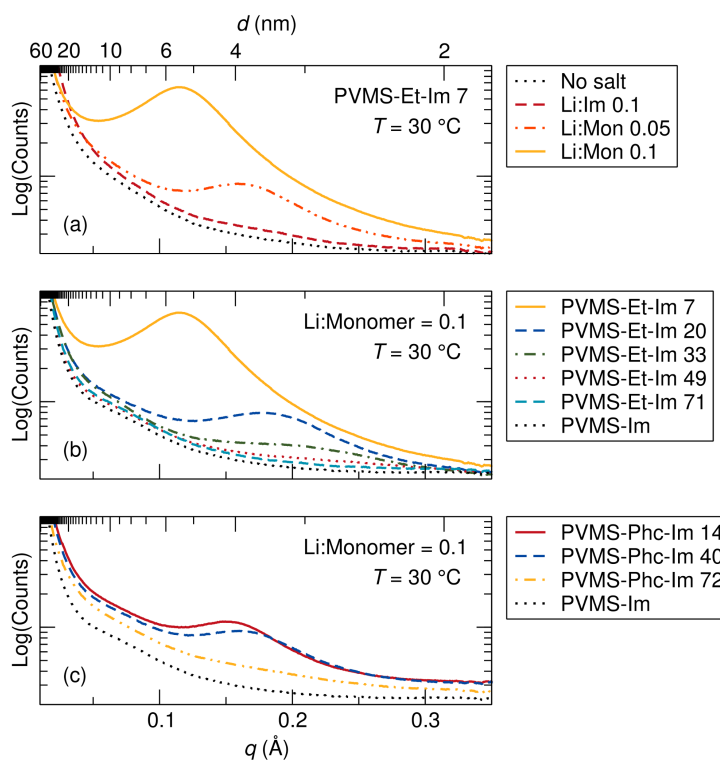 d (nm)
60 20 10 6 4 2
Log(Counts)
PVMS-Et-Im 7
T = 30 °C
(a)
No salt
Li:Im 0.1
Li:Mon 0.05
Li:Mon 0.1
Log(Counts)
Li:Monomer = 0.1
T = 30 °C
(b)
PVMS-Et-Im 7
PVMS-Et-Im 20
PVMS-Et-Im 33
PVMS-Et-Im 49
PVMS-Et-Im 71
PVMS-Im
Log(Counts)
Li:Monomer = 0.1
T = 30 °C
(c)
PVMS-Phc-Im 14
PVMS-Phc-Im 40
PVMS-Phc-Im 72
PVMS-Im
0.1 0.2 0.3
q (Å)